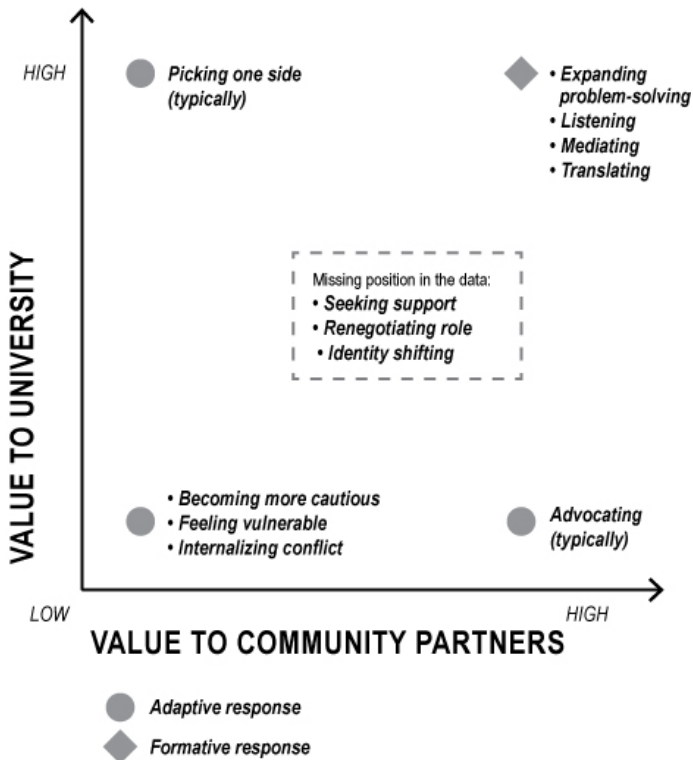 HIGH
Picking one side
(typically)
• Expanding
problem-solving
• Listening
• Mediating
• Translating
Missing position in the data:
• Seeking support
• Renegotiating role
• Identity shifting
VALUE TO UNIVERSITY
• Becoming more cautious
• Feeling vulnerable
• Internalizing conflict
Advocating
(typically)
LOW
HIGH
VALUE TO COMMUNITY PARTNERS
Adaptive response
Formative response